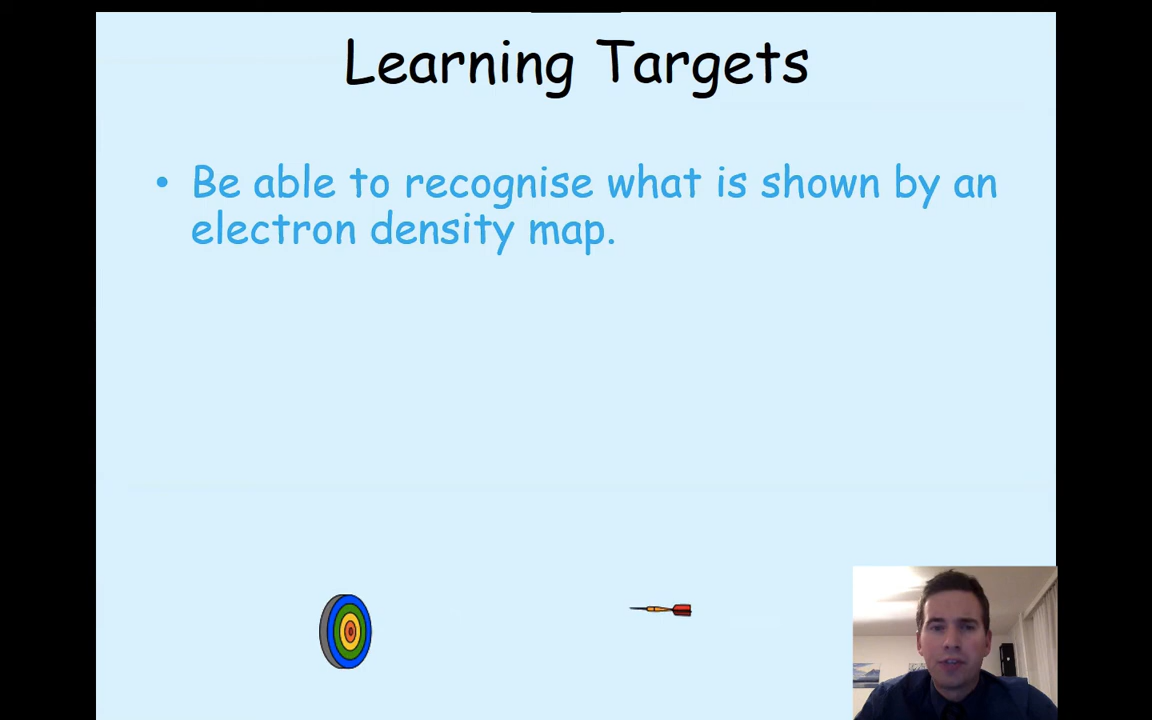 Learning Targets
• Be able to recognise what is shown by an
electron density map.